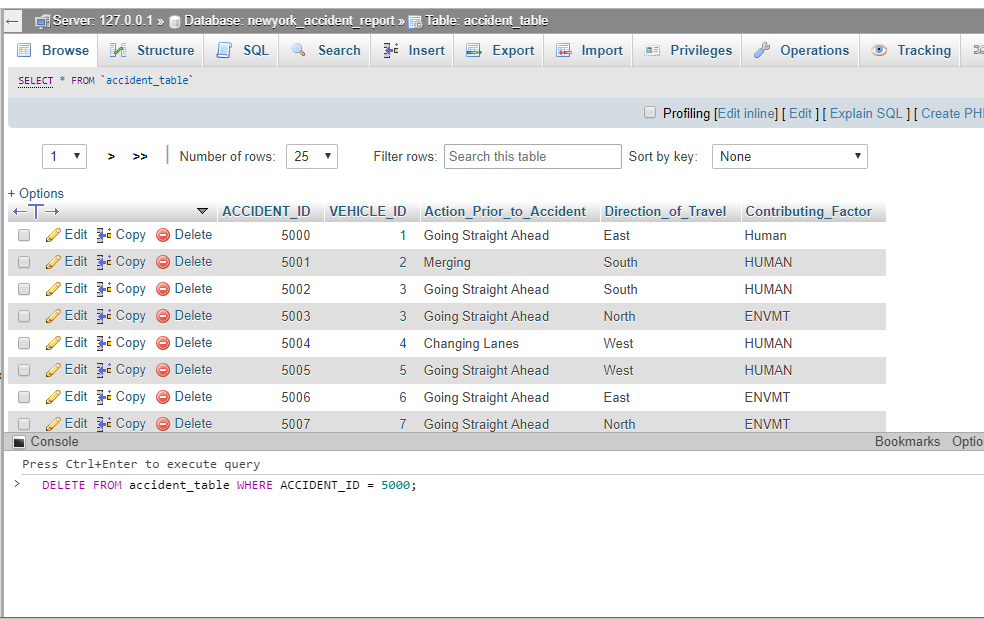 Server: 127.0.0.1 » Database: newyork_accident_report » Table: accident_table
Browse Structure SQL Search Insert Export Import Privileges Operations Tracking
SELECT * FROM `accident_table`
Profiling [Edit inline] [ Edit ] [ Explain SQL ] [ Create PH
1 > >> Number of rows: 25 Filter rows: Search this table Sort by key: None
+ Options
ACCIDENT_ID VEHICLE_ID Action_Prior_to_Accident Direction_of_Travel Contributing_Factor
Edit Copy Delete 5000 1 Going Straight Ahead East Human
Edit Copy Delete 5001 2 Merging South HUMAN
Edit Copy Delete 5002 3 Going Straight Ahead South HUMAN
Edit Copy Delete 5003 3 Going Straight Ahead North ENVMT
Edit Copy Delete 5004 4 Changing Lanes West HUMAN
Edit Copy Delete 5005 5 Going Straight Ahead West HUMAN
Edit Copy Delete 5006 6 Going Straight Ahead East ENVMT
Edit Copy Delete 5007 7 Going Straight Ahead North ENVMT
Console Bookmarks Optio
Press Ctrl+Enter to execute query
> DELETE FROM accident_table WHERE ACCIDENT_ID = 5000;